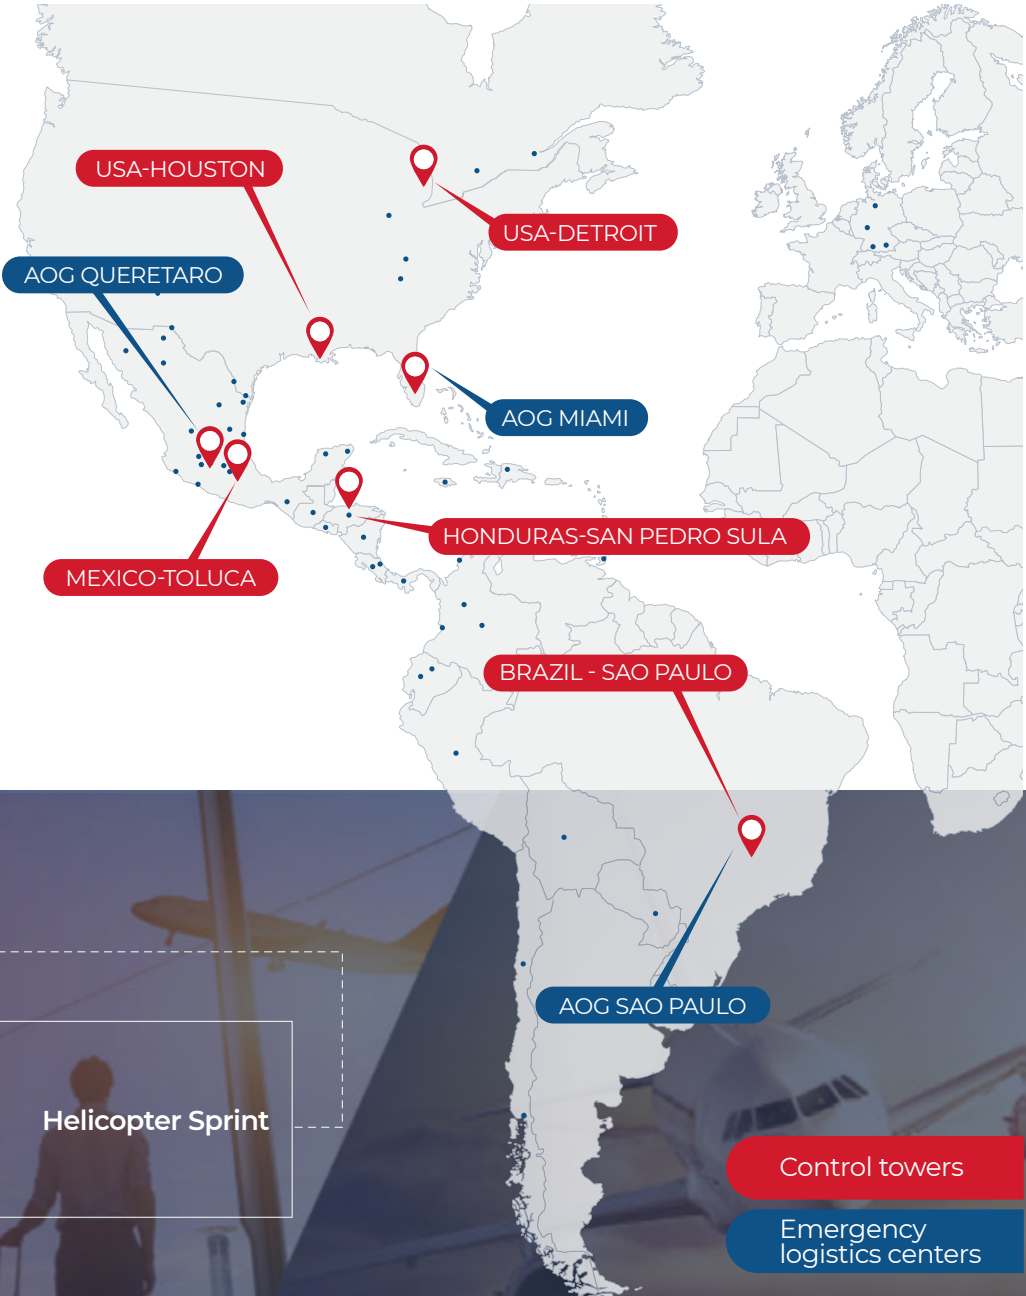 USA-HOUSTON
USA-DETROIT
AOG QUERETARO
AOG MIAMI
HONDURAS-SAN PEDRO SULA
MEXICO-TOLUCA
BRAZIL - SAO PAULO
AOG SAO PAULO
Helicopter Sprint
Control towers
Emergency
logistics centers